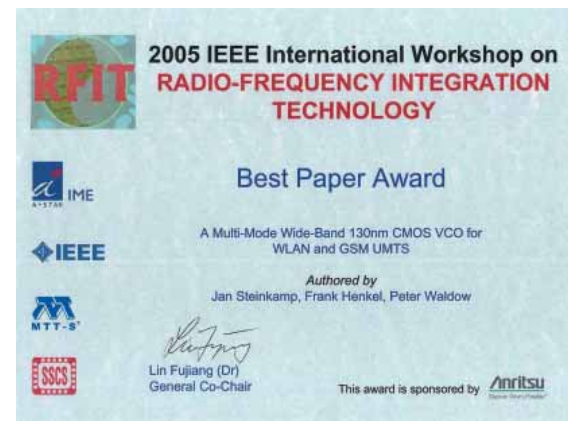 RFIT
2005 IEEE International Workshop on
RADIO-FREQUENCY INTEGRATION
TECHNOLOGY
Best Paper Award
A*STAR
IME
A Multi-Mode Wide-Band 130nm CMOS VCO for
WLAN and GSM UMTS
IEEE
Authored by
Jan Steinkamp, Frank Henkel, Peter Waldow
MTT-S
Lin Fujiang (Dr)
General Co-Chair
SSCS
This award is sponsored by
Anritsu